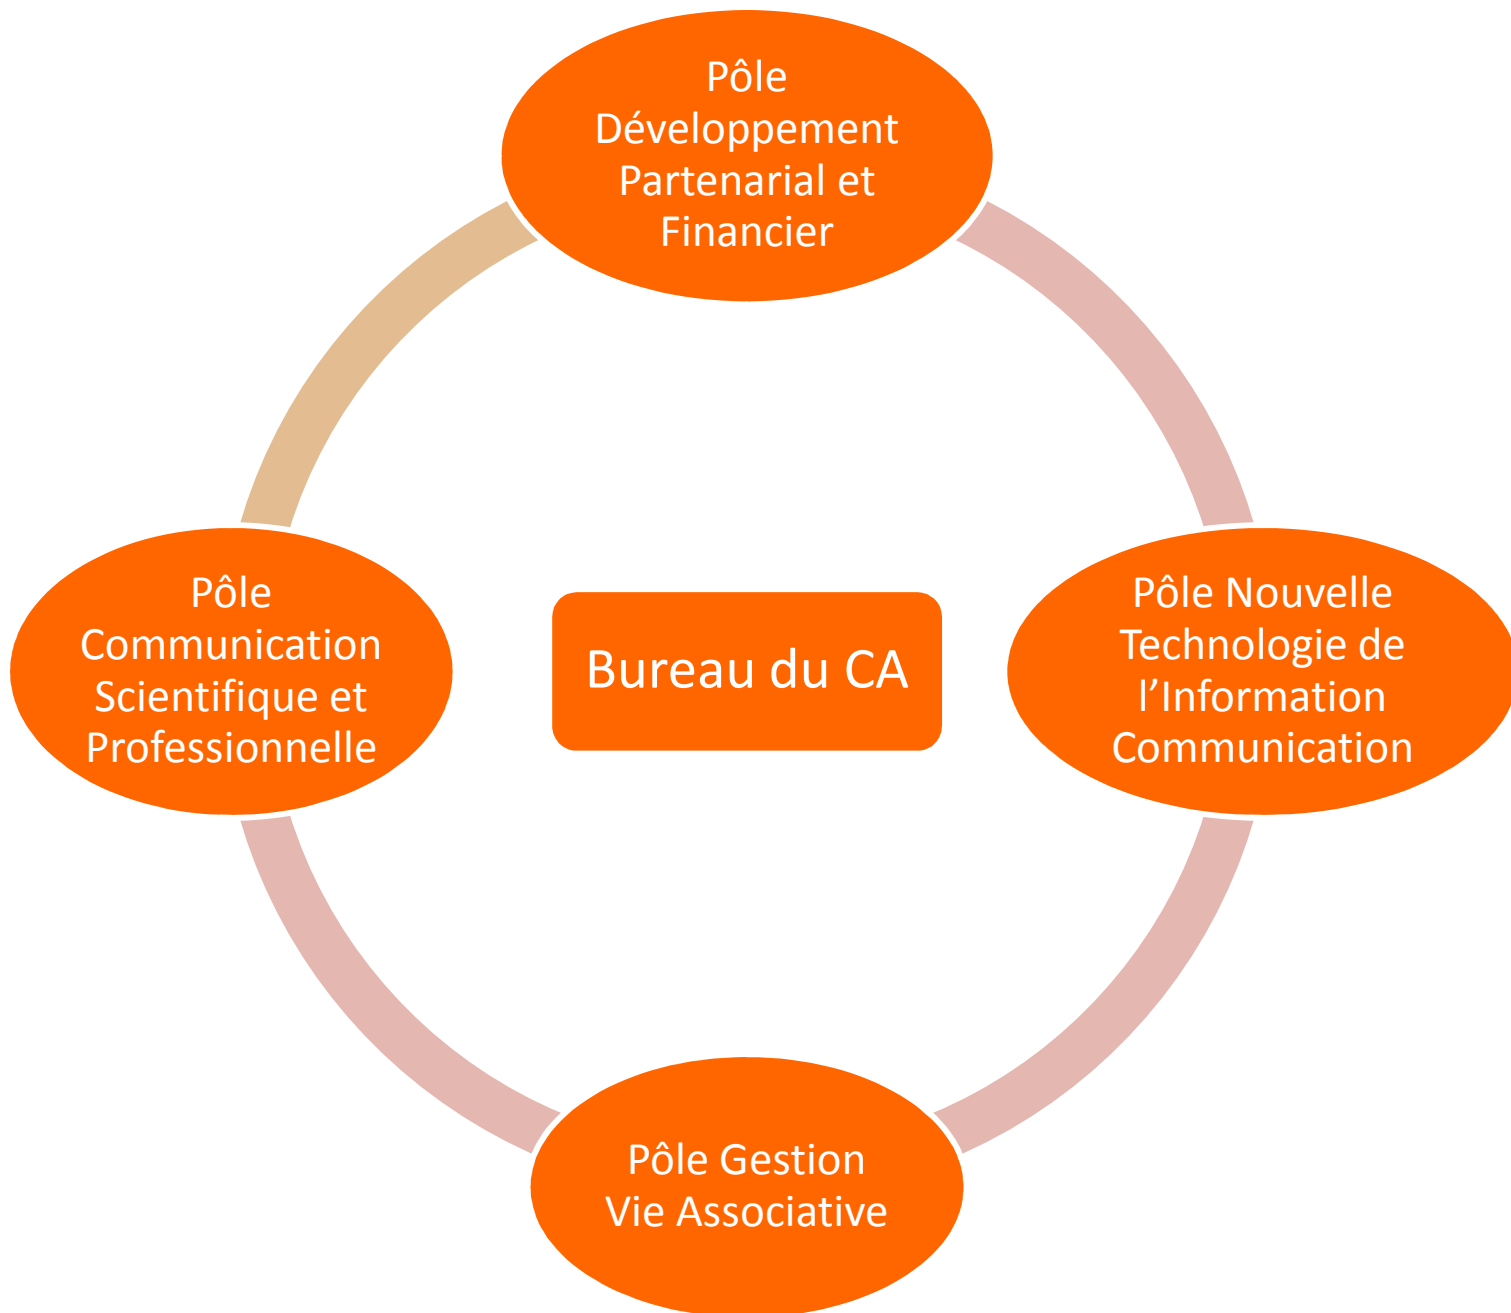 Pôle
Développement
Partenarial et
Financier
Pôle
Communication
Scientifique et
Professionnelle
Bureau du CA
Pôle Nouvelle
Technologie de
l’Information
Communication
Pôle Gestion
Vie Associative